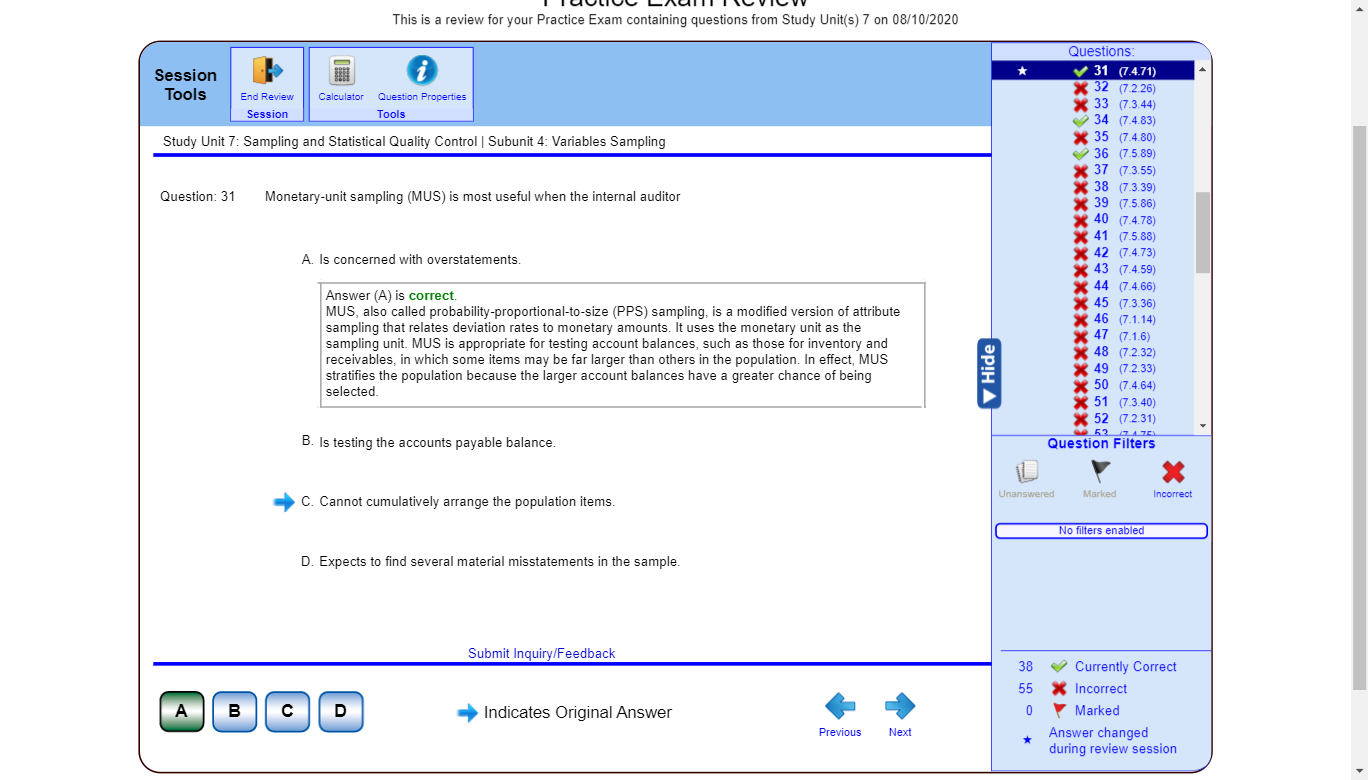 Practice Exam Review
This is a review for your Practice Exam containing questions from Study Unit(s) 7 on 08/10/2020
Session
Tools
End Review
Session
Calculator
Question Properties
Tools
Study Unit 7: Sampling and Statistical Quality Control | Subunit 4: Variables Sampling
Question: 31 Monetary-unit sampling (MUS) is most useful when the internal auditor
A. Is concerned with overstatements.
Answer (A) is correct.
MUS, also called probability-proportional-to-size (PPS) sampling, is a modified version of attribute
sampling that relates deviation rates to monetary amounts. It uses the monetary unit as the
sampling unit. MUS is appropriate for testing account balances, such as those for inventory and
receivables, in which some items may be far larger than others in the population. In effect, MUS
stratifies the population because the larger account balances have a greater chance of being
selected.
B. Is testing the accounts payable balance.
C. Cannot cumulatively arrange the population items.
D. Expects to find several material misstatements in the sample.
Submit Inquiry/Feedback
A B C D
Indicates Original Answer
Previous
Next
Hide
Questions:
31 (7.4.71)
32 (7.2.26)
33 (7.3.44)
34 (7.4.83)
35 (7.4.80)
36 (7.5.89)
37 (7.3.55)
38 (7.3.39)
39 (7.5.86)
40 (7.4.78)
41 (7.5.88)
42 (7.4.73)
43 (7.4.59)
44 (7.4.66)
45 (7.3.36)
46 (7.1.14)
47 (7.1.6)
48 (7.2.32)
49 (7.2.33)
50 (7.4.64)
51 (7.3.40)
52 (7.2.31)
53 (7.4.75)
Question Filters
Unanswered
Marked
Incorrect
No filters enabled
38 Currently Correct
55 Incorrect
0 Marked
Answer changed
during review session